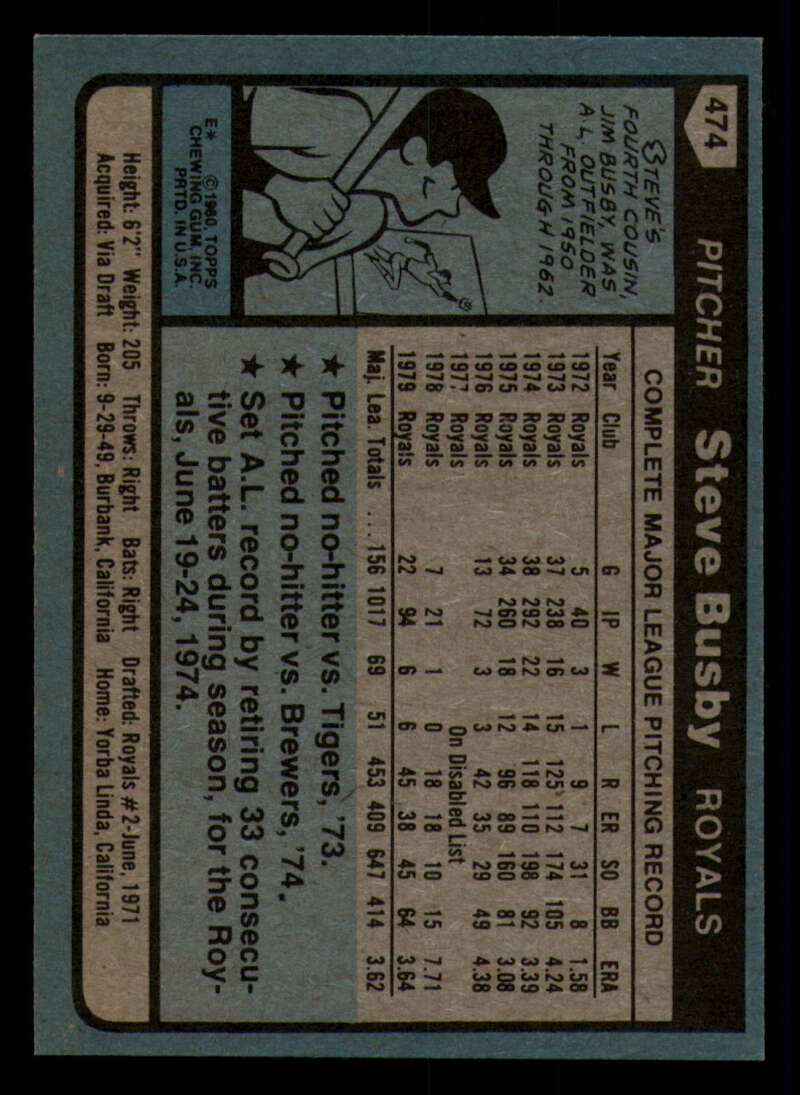 474 PITCHER Steve Busby ROYALS
STEVE'S
FOURTH COUSIN,
JIM BUSBY, WAS
A.L. OUTFIELDER
FROM 1950
THROUGH 1962.
E* © 1980, TOPPS
CHEWING GUM, INC.
PRTD. IN U.S.A.
COMPLETE MAJOR LEAGUE PITCHING RECORD
Year Club G IP W L R ER SO BB ERA
1972 Royals 5 40 3 1 9 7 31 8 1.58
1973 Royals 37 238 16 15 125 112 174 105 4.24
1974 Royals 38 292 22 14 118 110 198 92 3.39
1975 Royals 34 260 18 12 96 89 160 81 3.08
1976 Royals 13 72 3 3 42 35 29 49 4.38
1977 Royals On Disabled List
1978 Royals 7 21 1 0 18 18 10 15 7.71
1979 Royals 22 94 6 6 45 38 45 64 3.64
Maj. Lea. Totals ... 156 1017 69 51 453 409 647 414 3.62
★ Pitched no-hitter vs. Tigers, '73.
★ Pitched no-hitter vs. Brewers, '74.
★ Set A.L. record by retiring 33 consecu-
tive batters during season, for the Roy-
als, June 19-24, 1974.
Height: 6'2" Weight: 205 Throws: Right Bats: Right Drafted: Royals #2-June, 1971
Acquired: Via Draft Born: 9-29-49, Burbank, California Home: Yorba Linda, California